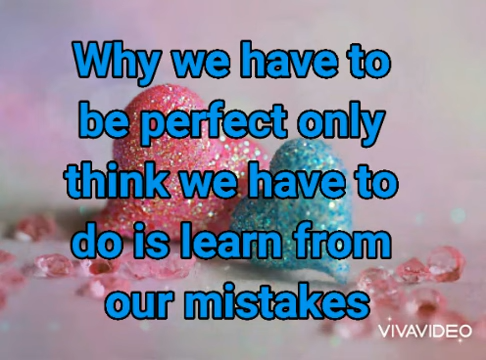 Why we have to
be perfect only
think we have to
do is learn from
our mistakes
VIVAVIDEO